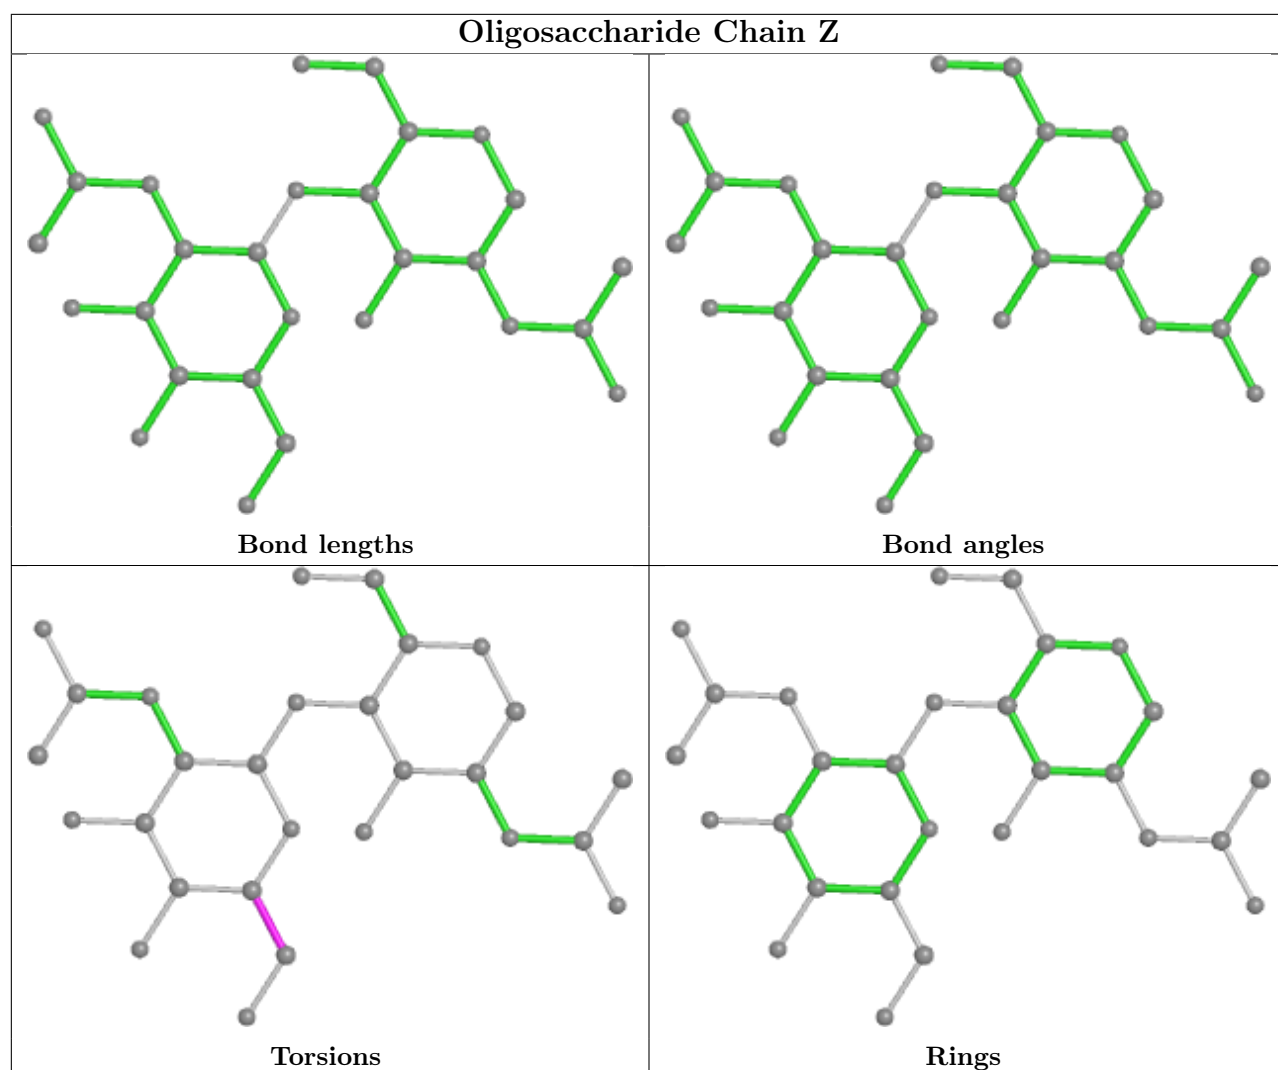 Oligosaccharide Chain Z
Bond lengths
Bond angles
Torsions
Rings